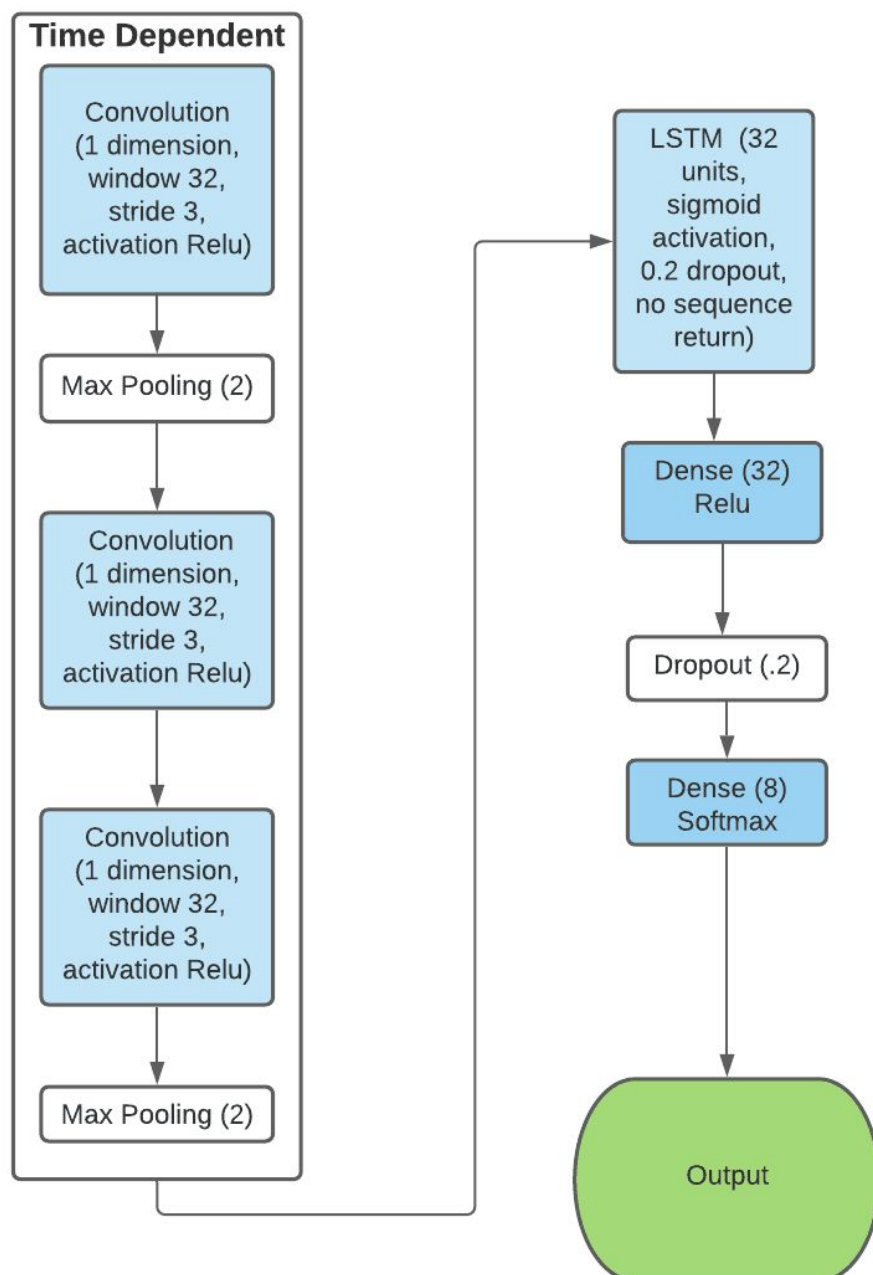 Time Dependent
Convolution
(1 dimension,
window 32,
stride 3,
activation Relu)
Max Pooling (2)
Convolution
(1 dimension,
window 32,
stride 3,
activation Relu)
Convolution
(1 dimension,
window 32,
stride 3,
activation Relu)
Max Pooling (2)
LSTM (32
units,
sigmoid
activation,
0.2 dropout,
no sequence
return)
Dense (32)
Relu
Dropout (.2)
Dense (8)
Softmax
Output